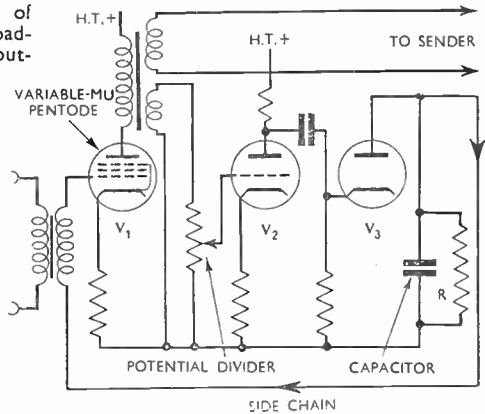 of
oad-
out-
H.T.+
H.T.+
TO SENDER
VARIABLE-MU
PENTODE
V₁
V₂
V₃
R
POTENTIAL DIVIDER
CAPACITOR
SIDE CHAIN